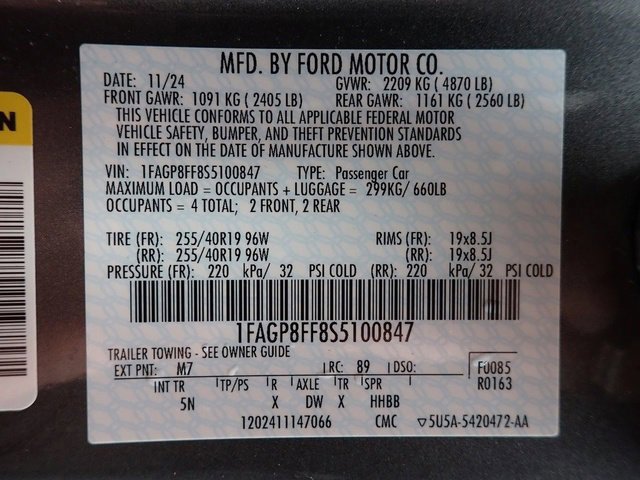 MFD. BY FORD MOTOR CO.
DATE: 11/24 GVWR: 2209 KG ( 4870 LB)
FRONT GAWR: 1091 KG ( 2405 LB) REAR GAWR: 1161 KG ( 2560 LB)
THIS VEHICLE CONFORMS TO ALL APPLICABLE FEDERAL MOTOR
VEHICLE SAFETY, BUMPER, AND THEFT PREVENTION STANDARDS
IN EFFECT ON THE DATE OF MANUFACTURE SHOWN ABOVE.
VIN: 1FAGP8FF8S5100847 TYPE: Passenger Car
MAXIMUM LOAD = OCCUPANTS + LUGGAGE = 299KG/ 660LB
OCCUPANTS = 4 TOTAL; 2 FRONT, 2 REAR
TIRE (FR): 255/40R19 96W RIMS (FR): 19x8.5J
(RR): 255/40R19 96W (RR): 19x8.5J
PRESSURE (FR): 220 kPa/ 32 PSI COLD (RR): 220 kPa/ 32 PSI COLD
1FAGP8FF8S5100847
TRAILER TOWING - SEE OWNER GUIDE
EXT PNT: M7 RC: 89 DSO: F0085
INT TR TP/PS R AXLE TR SPR R0163
5N X DW X HHBB
1202411147066 CMC ▽5U5A-5420472-AA
N